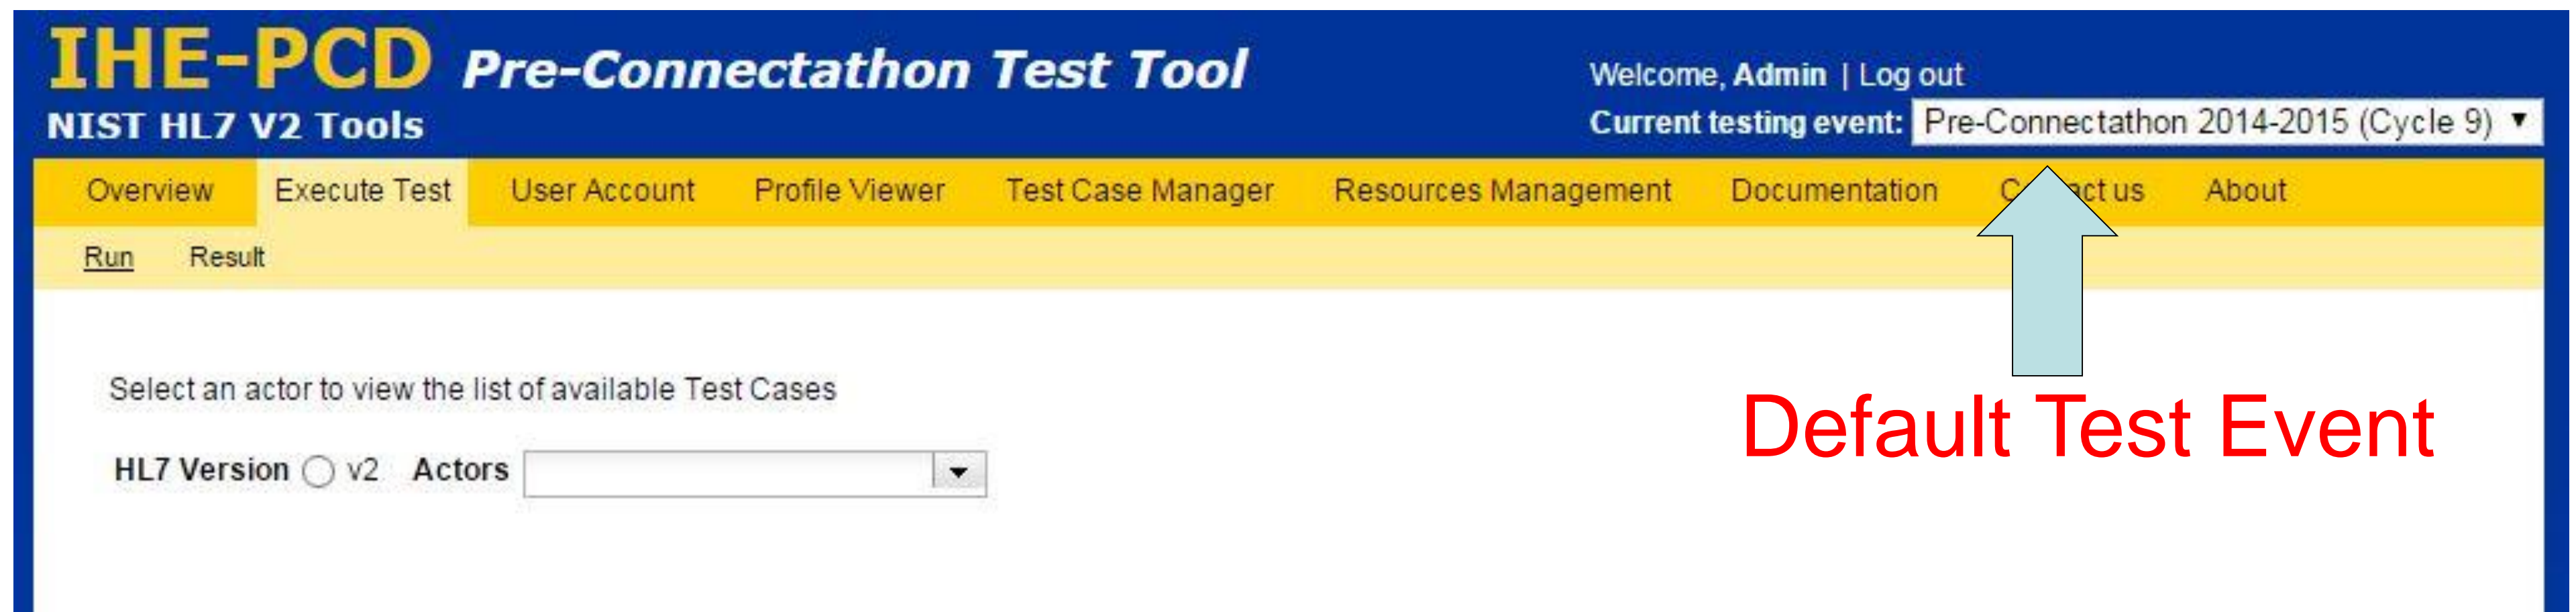 IHE-PCD Pre-Connectathon Test Tool
NIST HL7 V2 Tools
Welcome, Admin | Log out
Current testing event: Pre-Connectathon 2014-2015 (Cycle 9)
Overview Execute Test User Account Profile Viewer Test Case Manager Resources Management Documentation Contact us About
Run Result
Select an actor to view the list of available Test Cases
HL7 Version v2 Actors
Default Test Event